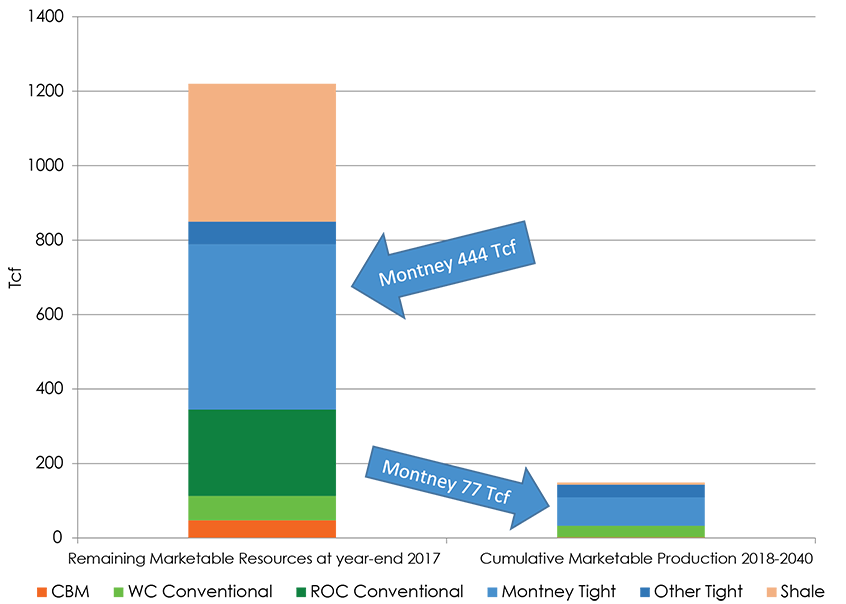 1400
1200
1000
800
600
400
200
0
Tcf
Montney 444 Tcf
Montney 77 Tcf
Remaining Marketable Resources at year-end 2017
Cumulative Marketable Production 2018-2040
CBM
WC Conventional
ROC Conventional
Montney Tight
Other Tight
Shale